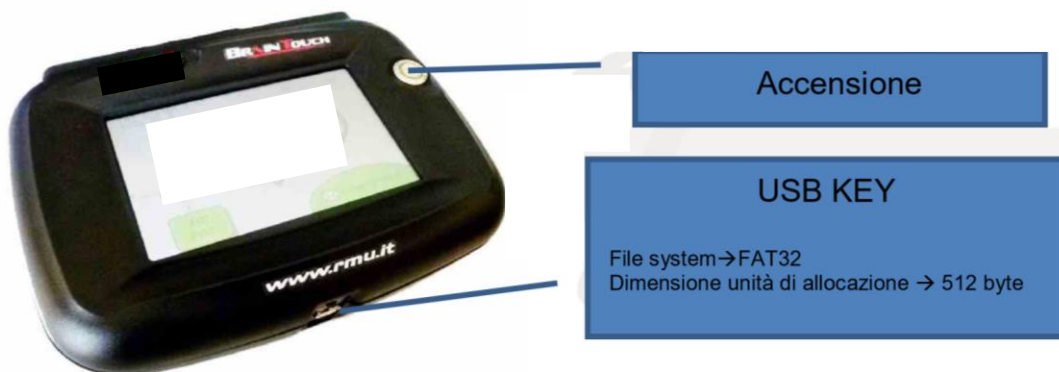 BRAINTOUCH
Accensione
USB KEY
File system→FAT32
Dimensione unità di allocazione → 512 byte
www.rmu.it